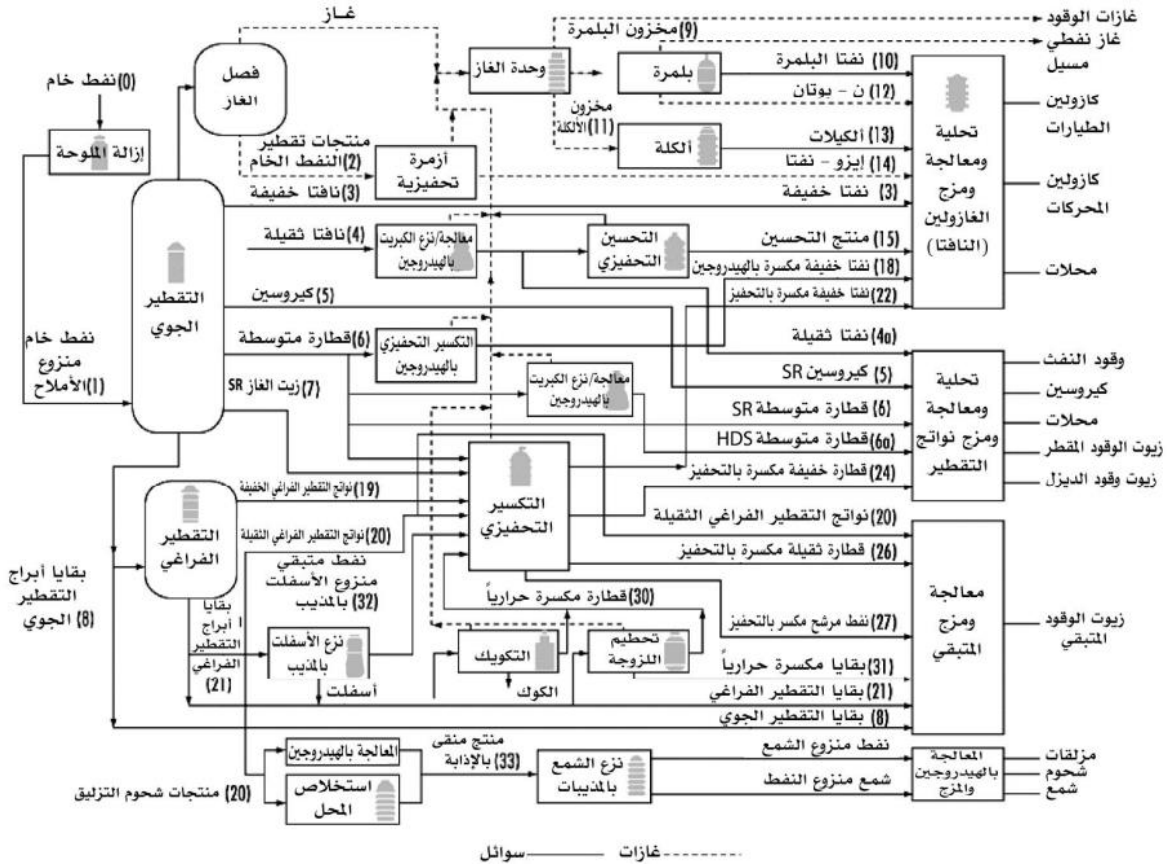 غـاز
غازات الوقود
غاز نفطي
مسيل
(9) مخزون البلمرة
نفط خام (0)
فصل
الغاز
وحدة الغاز
بلمرة
نفتا البلمرة (10)
ن - بوتان (12)
إزالة الملوحة
مخزون
الألكلة (11)
ألكلة
ألكيلات (13)
إيزو - نفتا (14)
منتجات تقطير
النفط الخام (2)
أزمرة
تحفيزية
نافتا خفيفة (3)
نفتا خفيفة (3)
تحلية
ومعالجة
ومزج
الغازولين
(النافتا)
كازولين
الطيارات
كازولين
المحركات
محلات
نافتا ثقيلة (4)
معالجة/نزع الكبريت
بالهيدروجين
التحسين
التحفيزي
منتج التحسين (15)
نفتا خفيفة مكسرة بالهيدروجين (18)
نفتا خفيفة مكسرة بالتحفيز (22)
التقطير
الجوي
كيروسين (5)
قطارة متوسطة (6)
زيت الغاز SR (7)
التكسير التحفيزي
بالهيدروجين
معالجة/نزع الكبريت
بالهيدروجين
نفط خام
منزوع
الأملاح (1)
نفتا ثقيلة (4a)
كيروسين SR (5)
قطارة متوسطة SR (6)
قطارة متوسطة HDS (6a)
قطارة خفيفة مكسرة بالتحفيز (24)
تحلية
ومعالجة
ومزج نواتج
التقطير
وقود النفث
كيروسين
محلات
زيوت الوقود المقطر
زيوت وقود الديزل
التقطير
الفراغي
نواتج التقطير الفراغي الخفيفة (19)
نواتج التقطير الفراغي الثقيلة (20)
التكسير
التحفيزي
نواتج التقطير الفراغي الثقيلة (20)
قطارة ثقيلة مكسرة بالتحفيز (26)
نفط مرشح مكسر بالتحفيز (27)
بقايا مكسرة حرارياً (31)
بقايا التقطير الفراغي (21)
بقايا التقطير الجوي (8)
معالجة
ومزج
المتبقي
زيوت الوقود
المتبقي
بقايا أبراج
التقطير
الجوي (8)
نفط متبقي
منزوع الأسفلت
بالمذيب (32)
بقايا
أبراج
التقطير
الفراغي
(21)
نزع الأسفلت
بالمذيب
أسفلت
قطارة مكسرة حرارياً (30)
التكويك
الكوك
تحطيم
اللزوجة
المعالجة بالهيدروجين
استخلاص
المحل
منتجات شحوم التزليق (20)
منتج منقى
بالإذابة (33)
نزع الشمع
بالمذيبات
نفط منزوع الشمع
شمع منزوع النفط
المعالجة
بالهيدروجين
والمزج
مزلقات
شحوم
شمع
سوائل
غازات